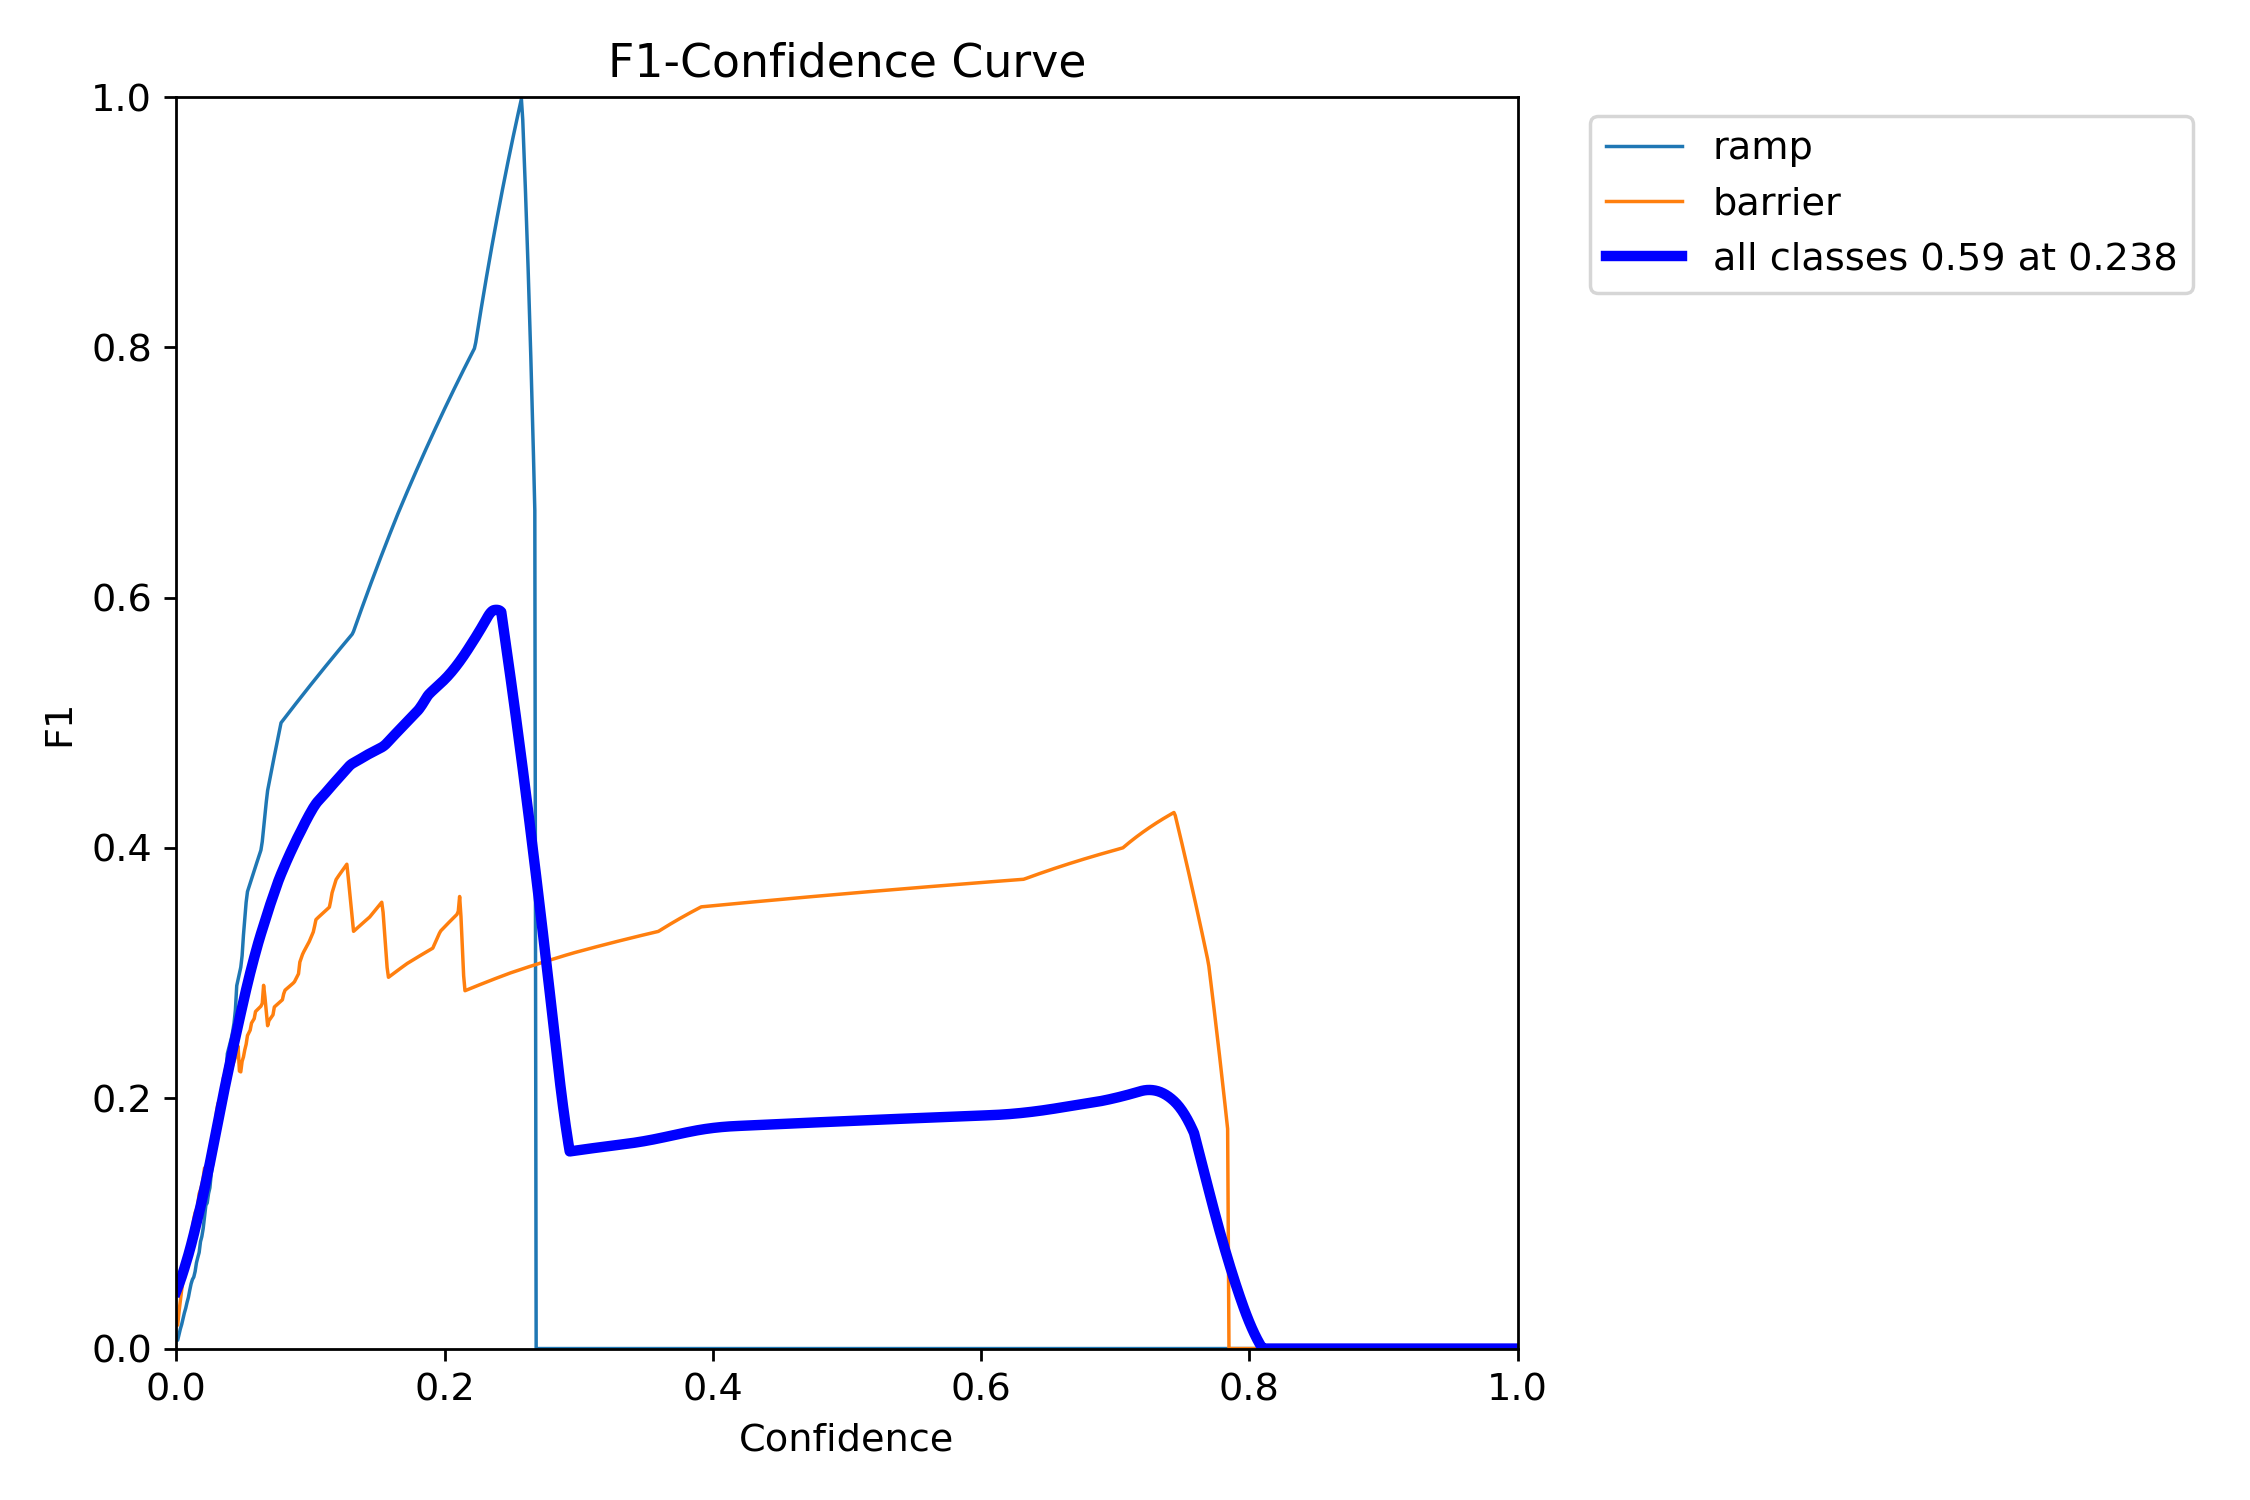 F1-Confidence Curve
1.0
0.8
0.6
0.4
0.2
0.0
F1
0.0 0.2 0.4 0.6 0.8 1.0
Confidence
ramp
barrier
all classes 0.59 at 0.238